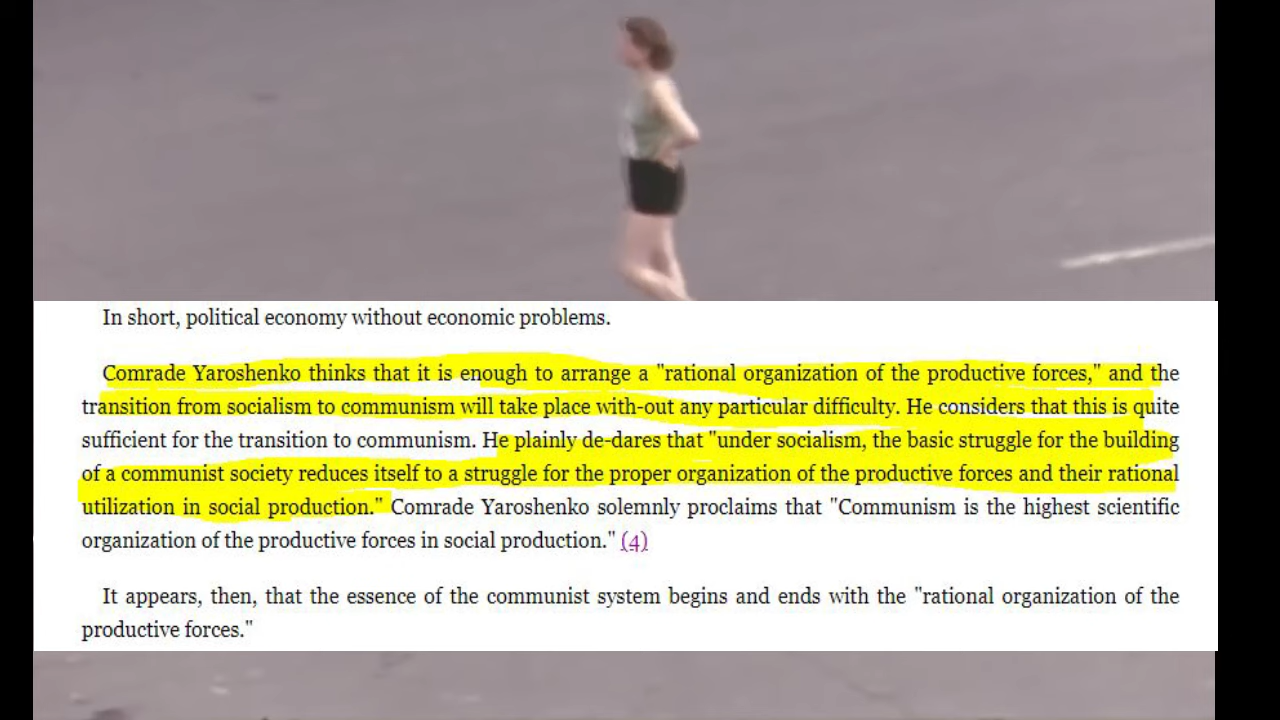 In short, political economy without economic problems.
Comrade Yaroshenko thinks that it is enough to arrange a "rational organization of the productive forces," and the
transition from socialism to communism will take place with-out any particular difficulty. He considers that this is quite
sufficient for the transition to communism. He plainly de-dares that "under socialism, the basic struggle for the building
of a communist society reduces itself to a struggle for the proper organization of the productive forces and their rational
utilization in social production." Comrade Yaroshenko solemnly proclaims that "Communism is the highest scientific
organization of the productive forces in social production." (4)
It appears, then, that the essence of the communist system begins and ends with the "rational organization of the
productive forces."